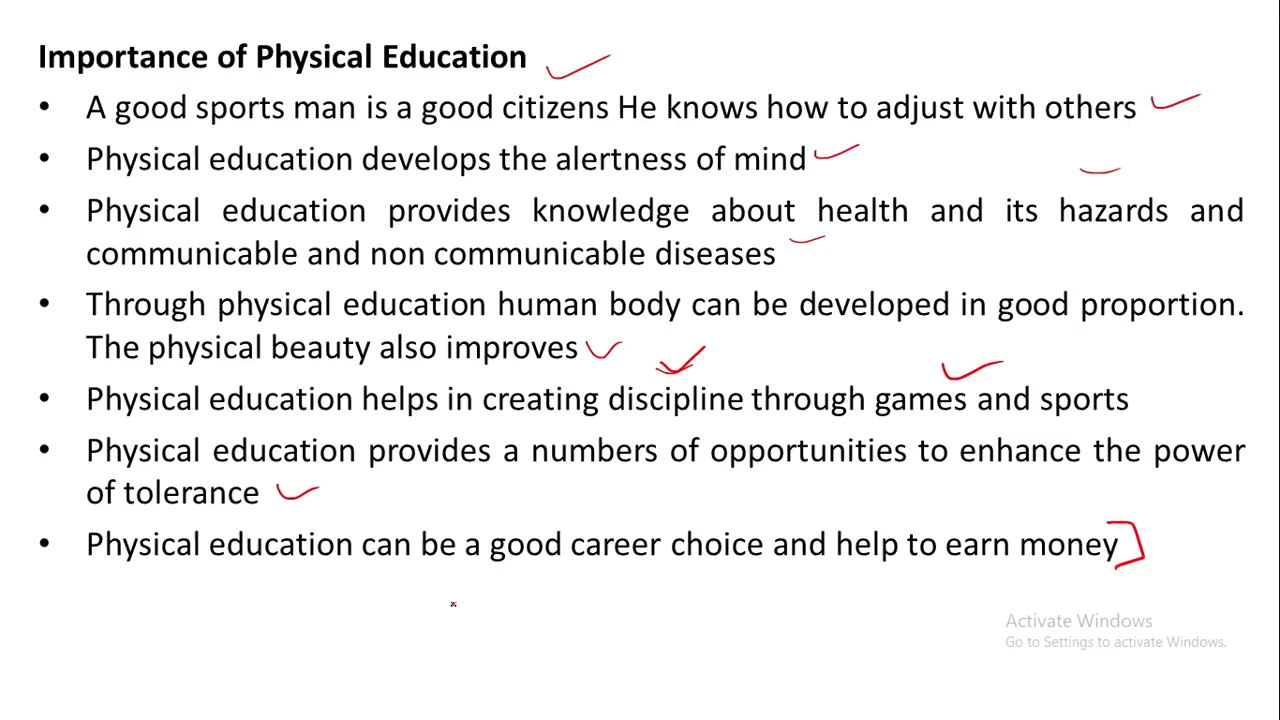 Importance of Physical Education
• A good sports man is a good citizens He knows how to adjust with others
• Physical education develops the alertness of mind
• Physical education provides knowledge about health and its hazards and
communicable and non communicable diseases
• Through physical education human body can be developed in good proportion.
The physical beauty also improves
• Physical education helps in creating discipline through games and sports
• Physical education provides a numbers of opportunities to enhance the power
of tolerance
• Physical education can be a good career choice and help to earn money
Activate Windows
Go to Settings to activate Windows.